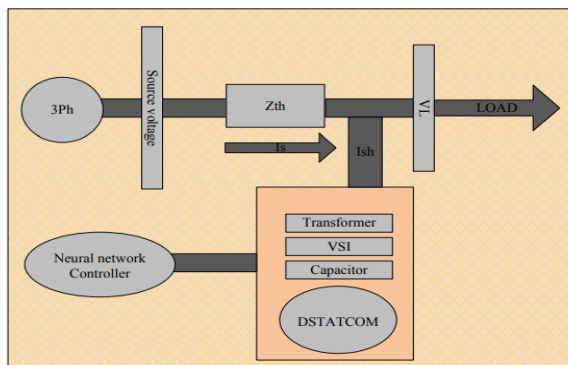 3Ph
Source voltage
Zth
VL
LOAD
Is
Ish
Transformer
VSI
Capacitor
Neural network
Controller
DSTATCOM